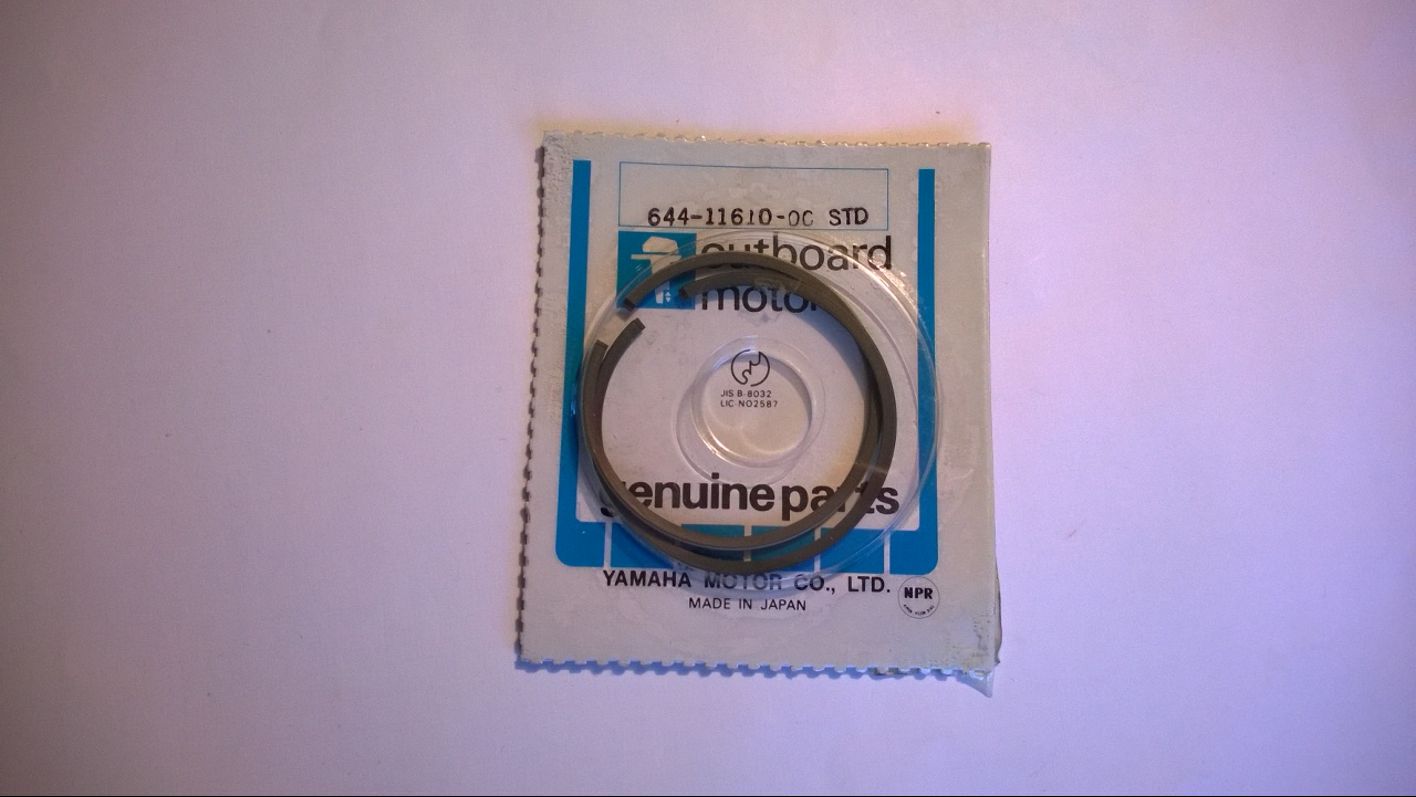 644-11610-00 STD
outboard
motor
JIS B-8032
LIC-NO2587
genuine parts
YAMAHA MOTOR CO., LTD.
MADE IN JAPAN
NPR